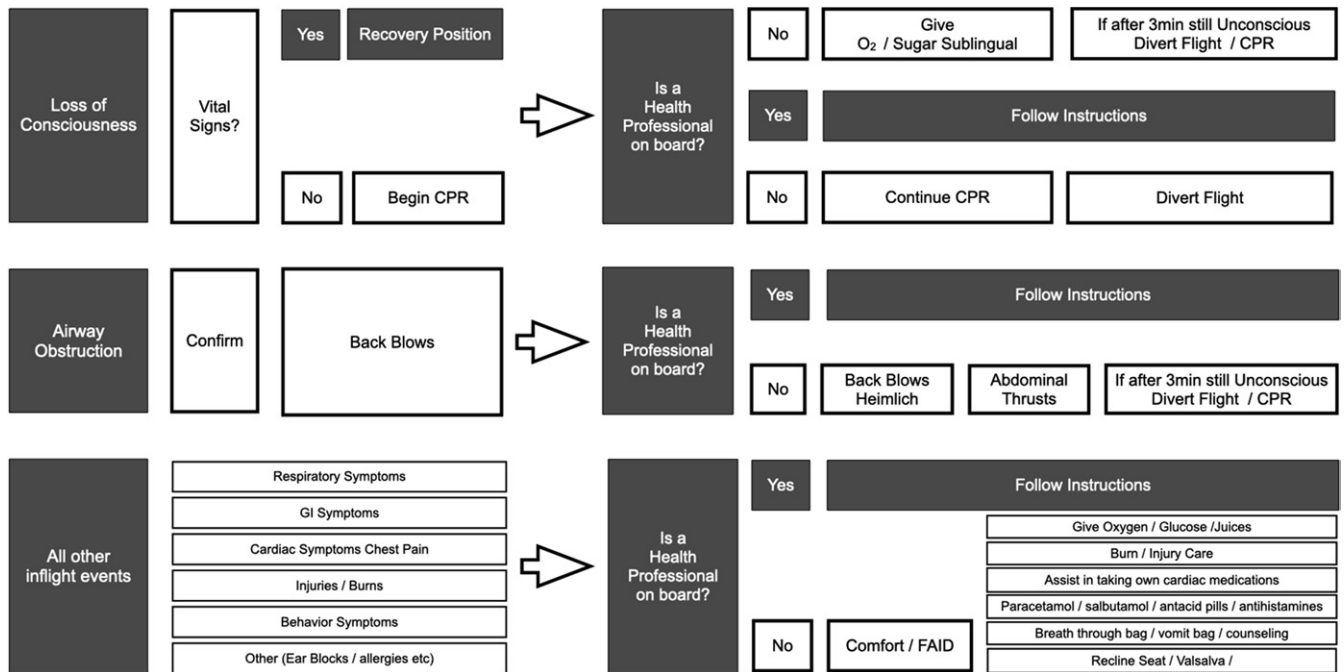 Loss of
Consciousness
Vital
Signs?
Yes
Recovery Position
No
Begin CPR
Is a
Health
Professional
on board?
No
Give
O₂ / Sugar Sublingual
If after 3min still Unconscious
Divert Flight / CPR
Yes
Follow Instructions
No
Continue CPR
Divert Flight
Airway
Obstruction
Confirm
Back Blows
Is a
Health
Professional
on board?
Yes
Follow Instructions
No
Back Blows
Heimlich
Abdominal
Thrusts
If after 3min still Unconscious
Divert Flight / CPR
All other
inflight events
Respiratory Symptoms
GI Symptoms
Cardiac Symptoms Chest Pain
Injuries / Burns
Behavior Symptoms
Other (Ear Blocks / allergies etc)
Is a
Health
Professional
on board?
Yes
Follow Instructions
No
Comfort / FAID
Give Oxygen / Glucose /Juices
Burn / Injury Care
Assist in taking own cardiac medications
Paracetamol / salbutamol / antacid pills / antihistamines
Breath through bag / vomit bag / counseling
Recline Seat / Valsalva /